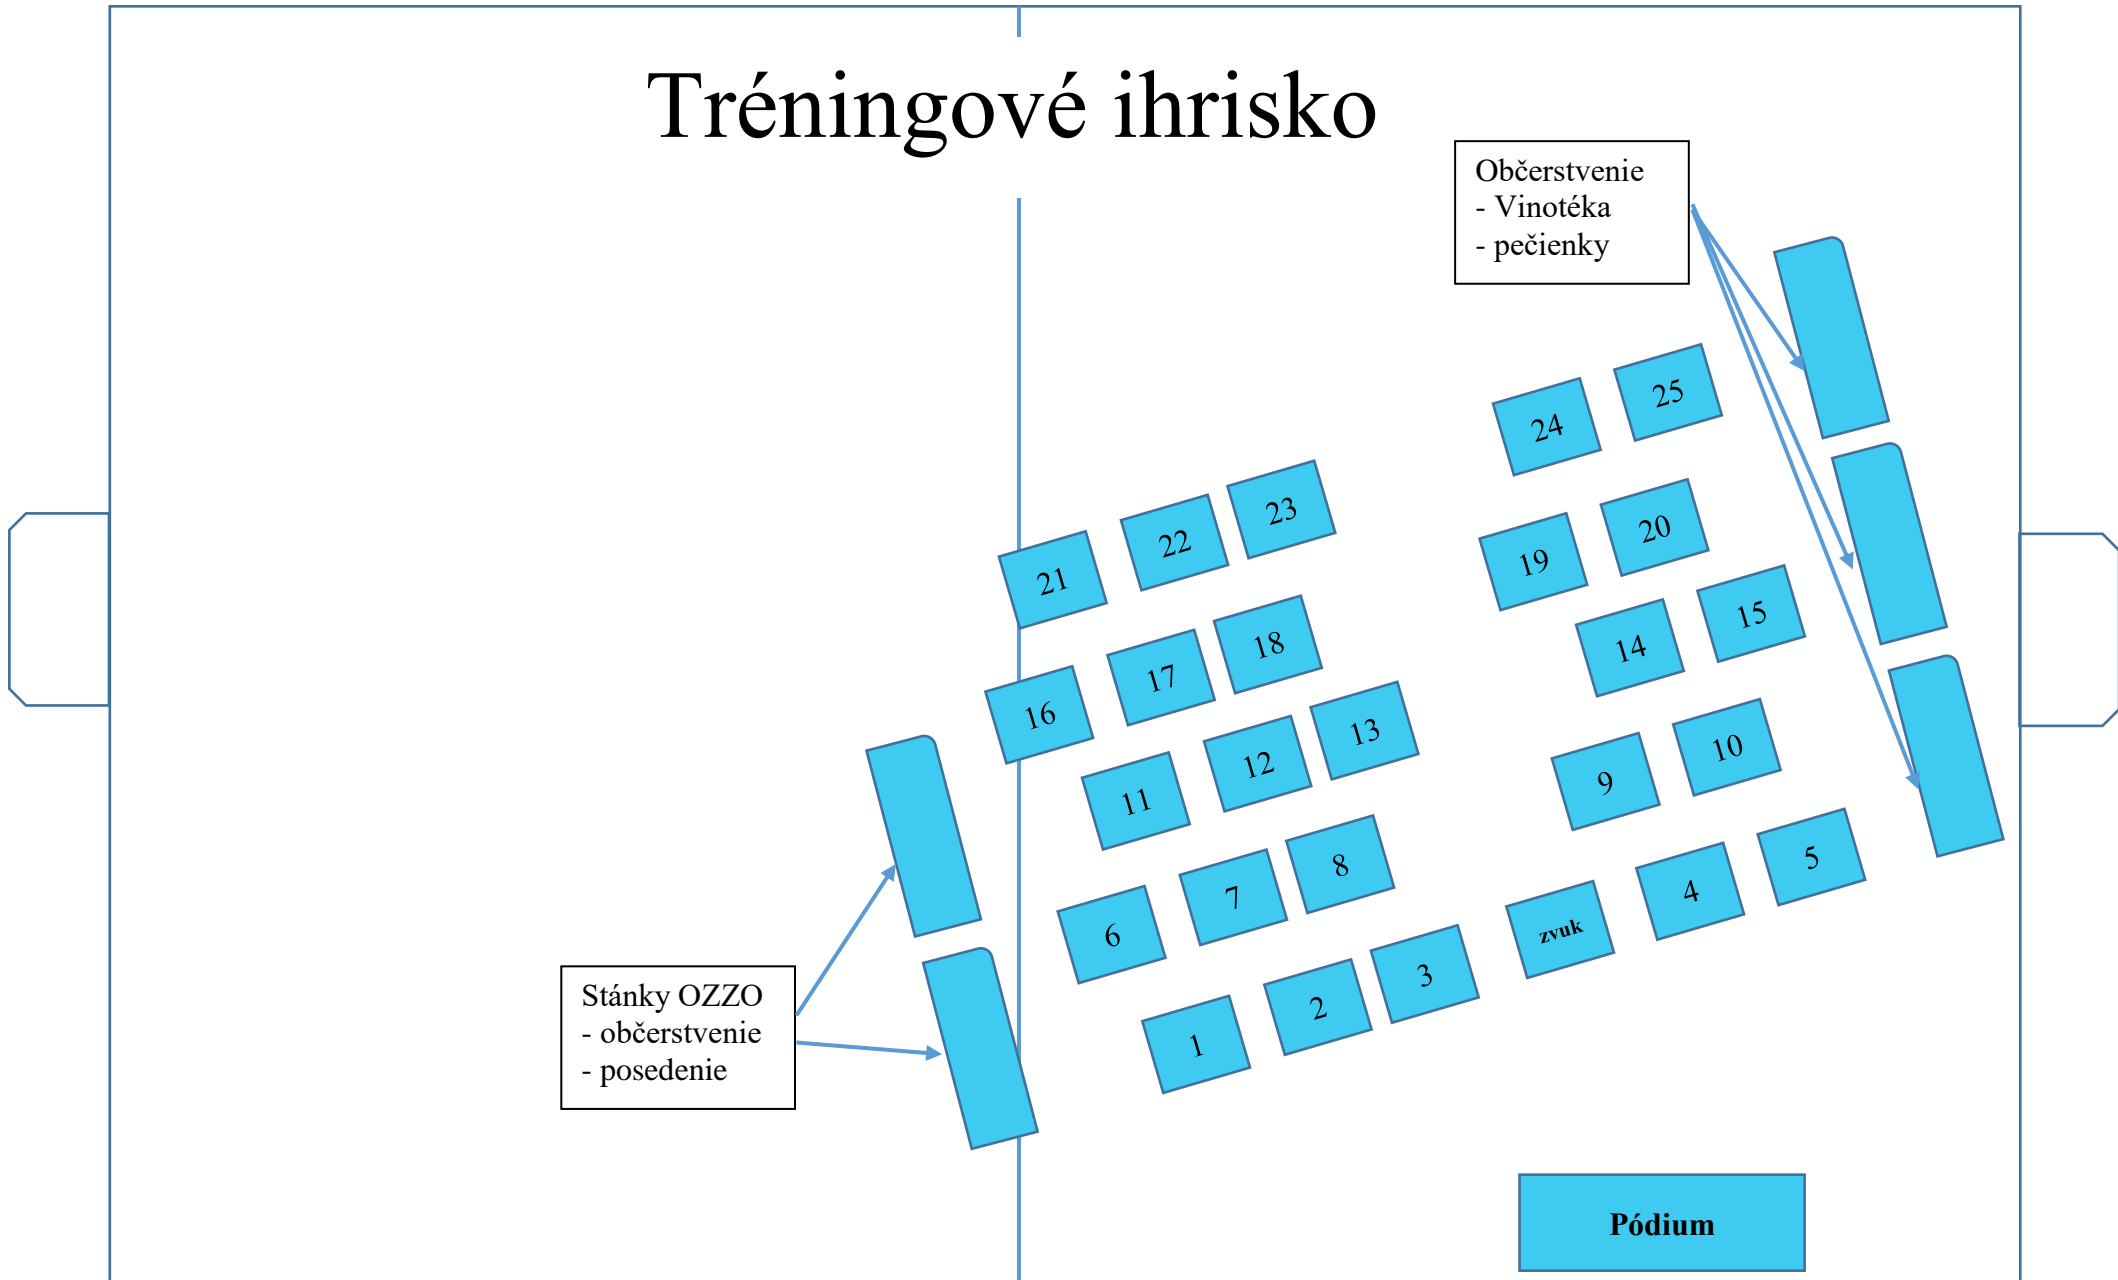 Tréningové ihrisko
Občerstvenie
- Vinotéka
- pečienky
24 25
21 22 23
19 20
16 17 18
14 15
11 12 13
9 10
6 7 8
1 2 3 zvuk 4 5
Stánky OZZO
- občerstvenie
- posedenie
Pódium